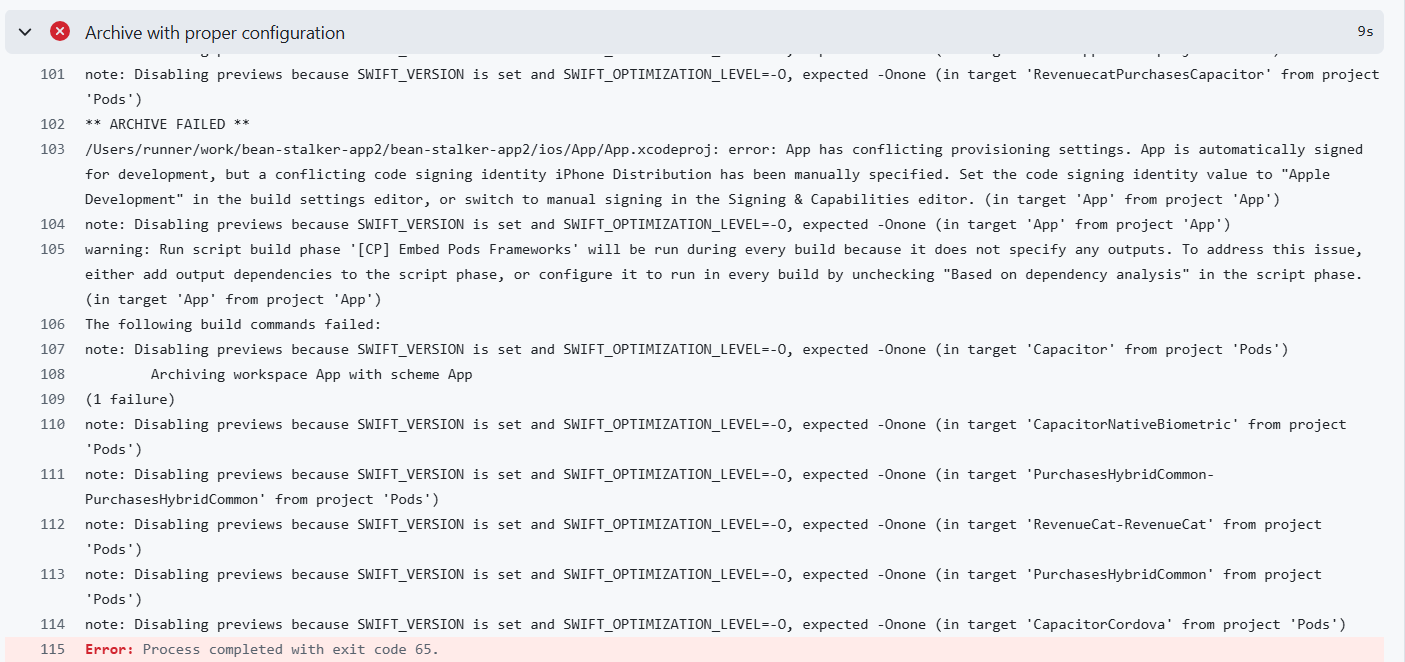 Archive with proper configuration
9s
101 note: Disabling previews because SWIFT_VERSION is set and SWIFT_OPTIMIZATION_LEVEL=-O, expected -Onone (in target 'RevenuecatPurchasesCapacitor' from project
'Pods')
102 ** ARCHIVE FAILED **
103 /Users/runner/work/bean-stalker-app2/bean-stalker-app2/ios/App/App.xcodeproj: error: App has conflicting provisioning settings. App is automatically signed
for development, but a conflicting code signing identity iPhone Distribution has been manually specified. Set the code signing identity value to "Apple
Development" in the build settings editor, or switch to manual signing in the Signing & Capabilities editor. (in target 'App' from project 'App')
104 note: Disabling previews because SWIFT_VERSION is set and SWIFT_OPTIMIZATION_LEVEL=-O, expected -Onone (in target 'App' from project 'App')
105 warning: Run script build phase '[CP] Embed Pods Frameworks' will be run during every build because it does not specify any outputs. To address this issue,
either add output dependencies to the script phase, or configure it to run in every build by unchecking "Based on dependency analysis" in the script phase.
(in target 'App' from project 'App')
106 The following build commands failed:
107 note: Disabling previews because SWIFT_VERSION is set and SWIFT_OPTIMIZATION_LEVEL=-O, expected -Onone (in target 'Capacitor' from project 'Pods')
108 Archiving workspace App with scheme App
109 (1 failure)
110 note: Disabling previews because SWIFT_VERSION is set and SWIFT_OPTIMIZATION_LEVEL=-O, expected -Onone (in target 'CapacitorNativeBiometric' from project
'Pods')
111 note: Disabling previews because SWIFT_VERSION is set and SWIFT_OPTIMIZATION_LEVEL=-O, expected -Onone (in target 'PurchasesHybridCommon-
PurchasesHybridCommon' from project 'Pods')
112 note: Disabling previews because SWIFT_VERSION is set and SWIFT_OPTIMIZATION_LEVEL=-O, expected -Onone (in target 'RevenueCat-RevenueCat' from project
'Pods')
113 note: Disabling previews because SWIFT_VERSION is set and SWIFT_OPTIMIZATION_LEVEL=-O, expected -Onone (in target 'PurchasesHybridCommon' from project
'Pods')
114 note: Disabling previews because SWIFT_VERSION is set and SWIFT_OPTIMIZATION_LEVEL=-O, expected -Onone (in target 'CapacitorCordova' from project 'Pods')
115 Error: Process completed with exit code 65.